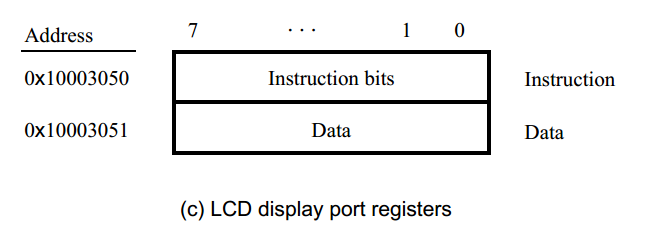 Address 7 · · · 1 0
0x10003050 Instruction bits Instruction
0x10003051 Data Data
(c) LCD display port registers